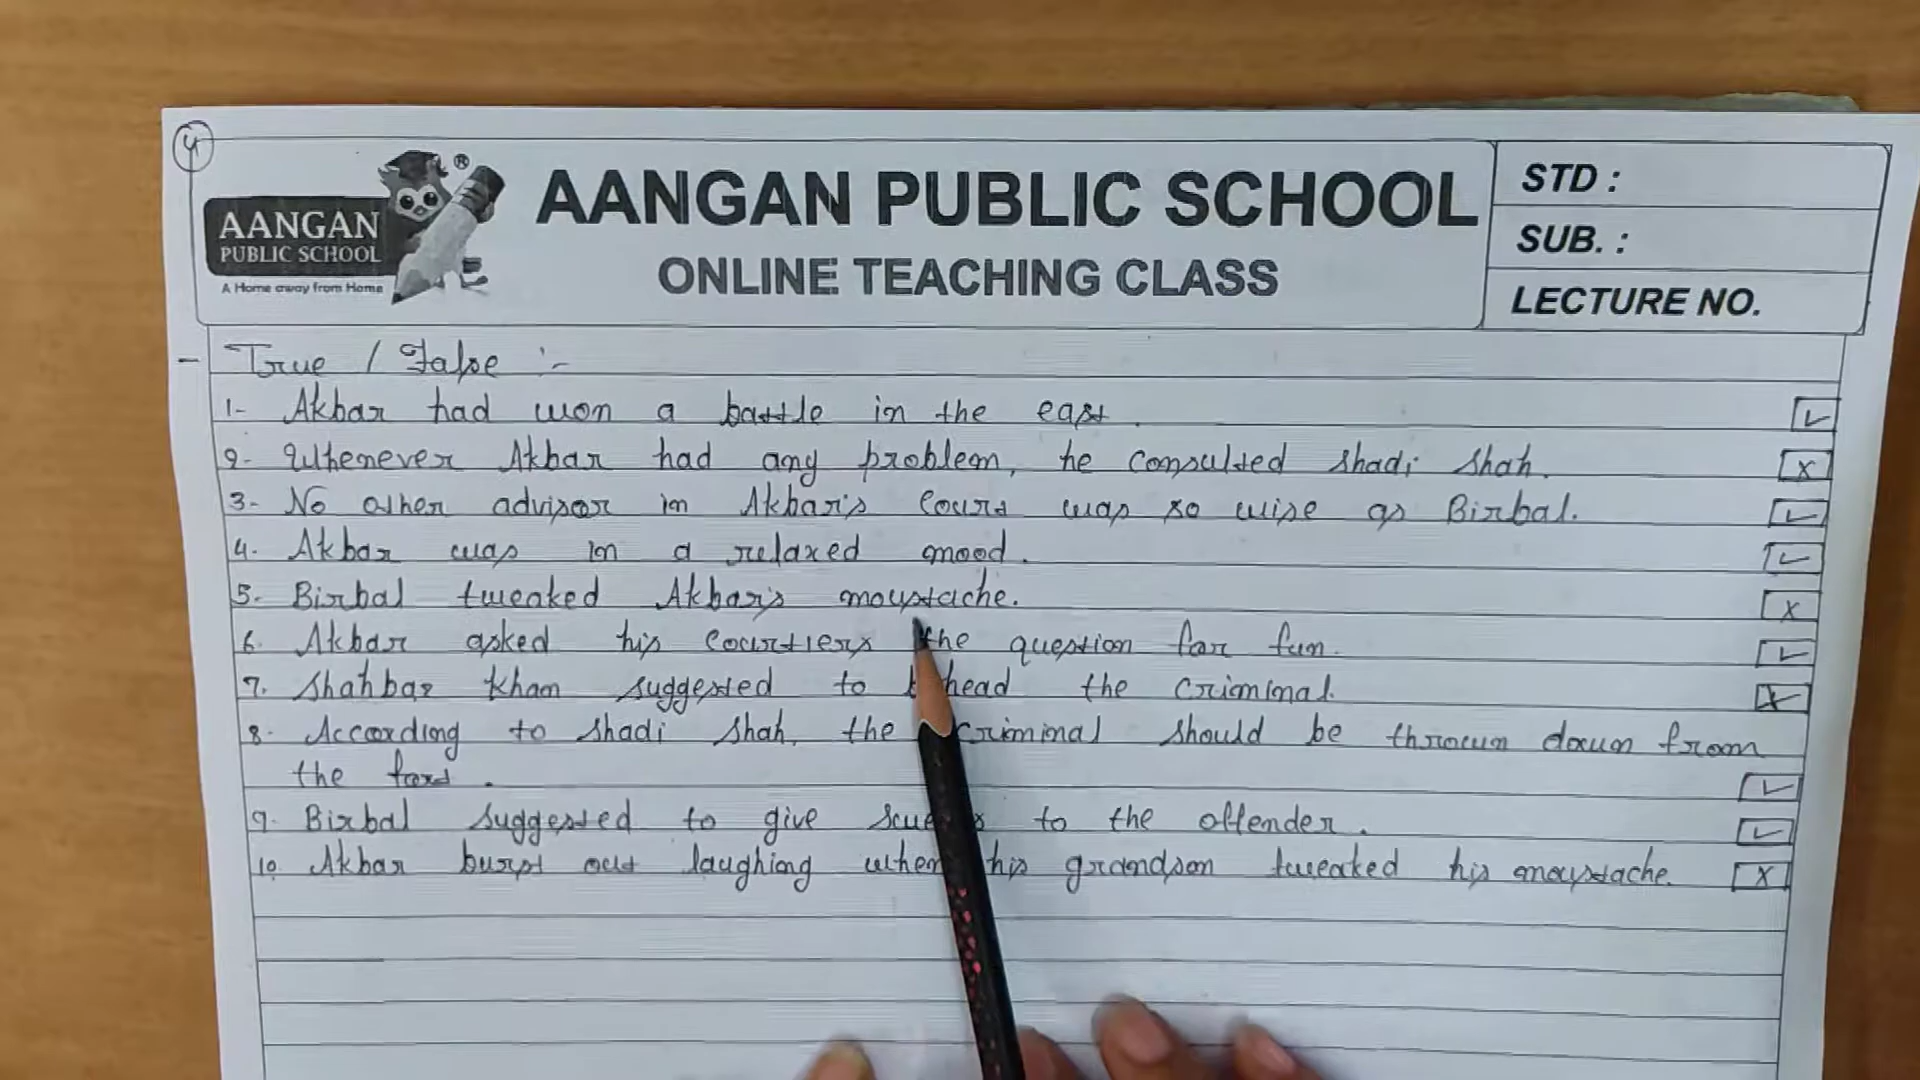 4
AANGAN
PUBLIC SCHOOL
A Home away from Home
®
AANGAN PUBLIC SCHOOL
ONLINE TEACHING CLASS
STD :
SUB. :
LECTURE NO.
- True / False :-
1- Akbar had won a battle in the east. ✓
2- Whenever Akbar had any problem, he consulted Shadi Shah. x
3- No other advisor in Akbar's Court was so wise as Birbal. ✓
4. Akbar was in a relaxed mood. ✓
5. Birbal tweaked Akbar's moustache. x
6. Akbar asked his courtiers the question for fun. ✓
7. Shahbaz Khan suggested to head the criminal.
8. According to Shadi Shah, the criminal should be thrown down from
the fort. ✓
9. Birbal suggested to give to the offender. ✓
10. Akbar burst out laughing when his grandson tweaked his moustache. x